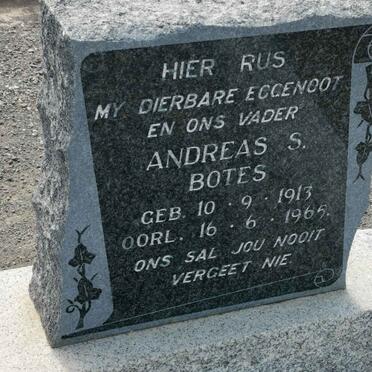 HIER RUS
MY DIERBARE EGGENOOT
EN ONS VADER
ANDREAS S.
BOTES
GEB. 10 · 9 · 1913
OORL. 16 · 6 · 1965.
ONS SAL JOU NOOIT
VERGEET NIE